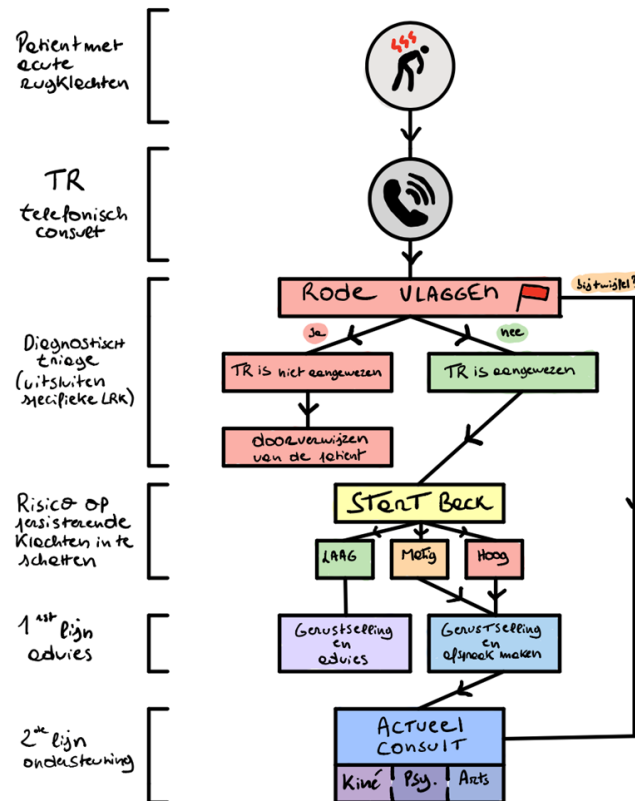 Patient met
acute
rugklachten
TR
telefonisch
consult
Rode VLAGGEN
bij twijfel?
Ja
nee
Diagnostisch
triage
(uitsluiten
specifieke LRK)
TR is niet aangewezen
TR is aangewezen
doorverwijzen
van de patient
Risico op
persisterende
klachten in te
schatten
START Back
LAAG
Matig
Hoog
1ste lijn
advies
Gerustselling
en
advies
Gerustselling
en
afspraak maken
2de lijn
ondersteuning
ACTUEEL
CONSULT
Kiné
Psy.
Arts